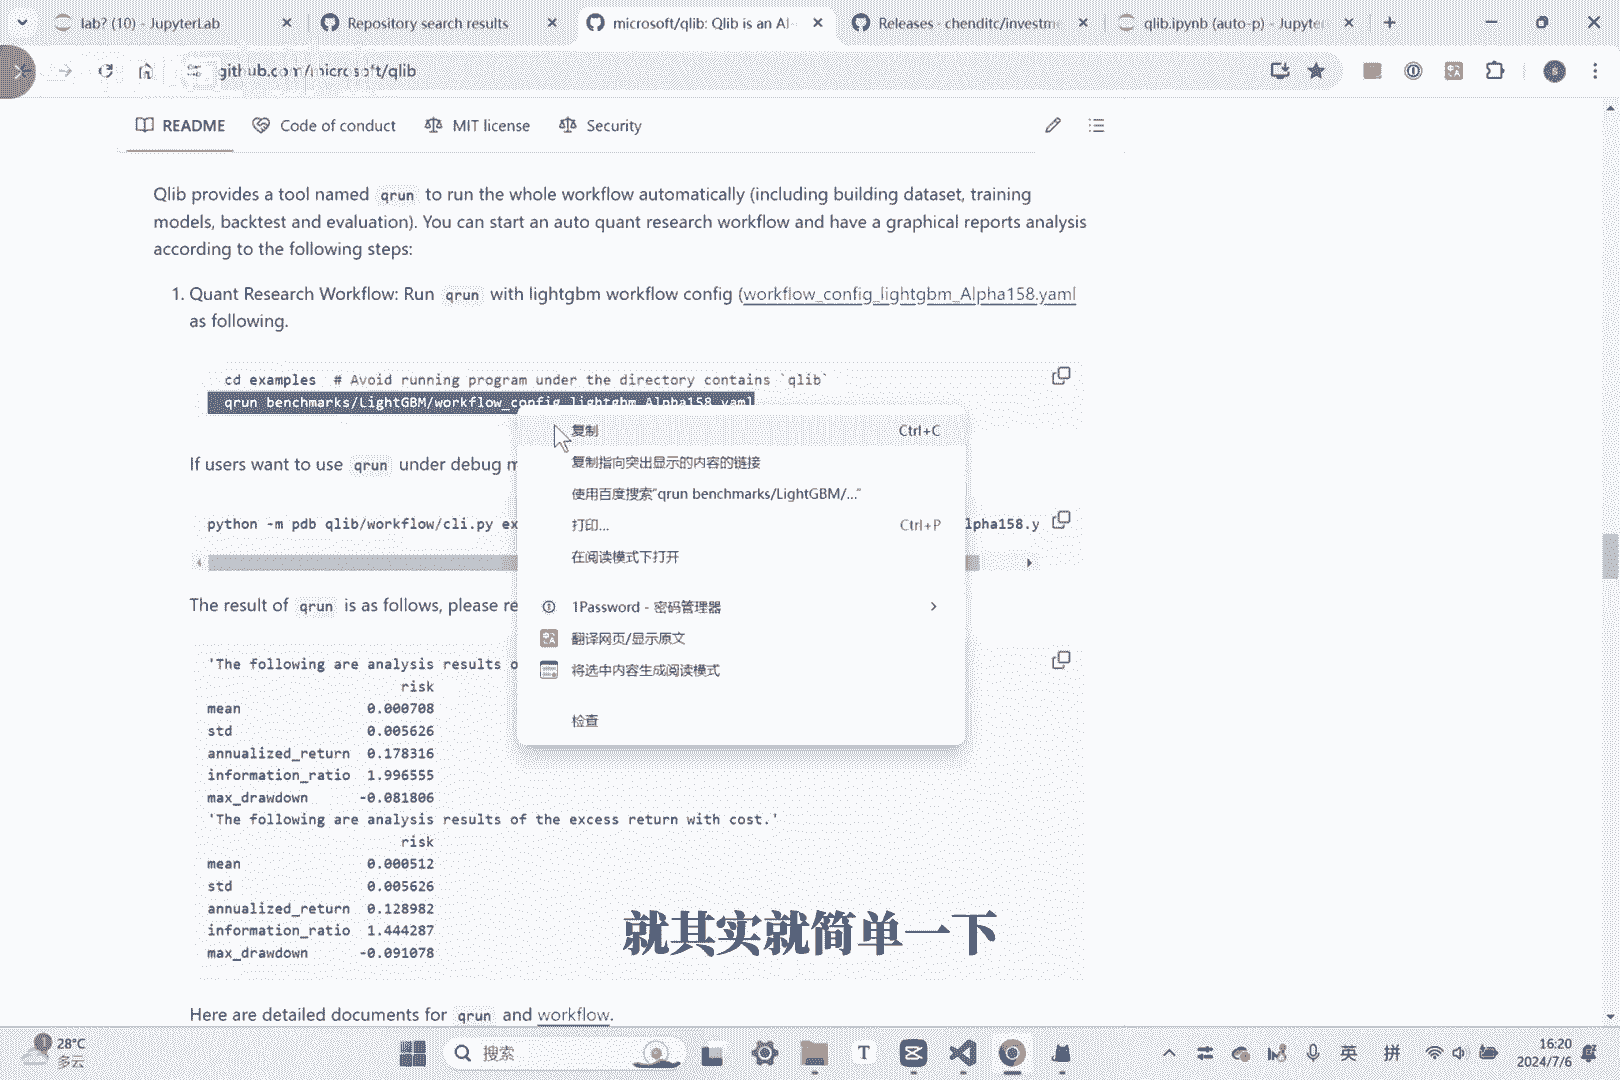 lab? (10) - JupyterLab
Repository search results
microsoft/qlib: Qlib is an AI-
Releases · chenditc/investme
qlib.ipynb (auto-p) - Jupyte
github.com/microsoft/qlib
README
Code of conduct
MIT license
Security
Qlib provides a tool named qrun to run the whole workflow automatically (including building dataset, training
models, backtest and evaluation). You can start an auto quant research workflow and have a graphical reports analysis
according to the following steps:
1. Quant Research Workflow: Run qrun with lightgbm workflow config (workflow_config_lightgbm_Alpha158.yaml
as following.
cd examples # Avoid running program under the directory contains `qlib`
qrun benchmarks/LightGBM/workflow_config_lightgbm_Alpha158.yaml
复制 Ctrl+C
复制指向突出显示的内容的链接
使用百度搜索"qrun benchmarks/LightGBM/..."
打印... Ctrl+P
在阅读模式下打开
1Password - 密码管理器
翻译网页/显示原文
将选中内容生成阅读模式
检查
If users want to use qrun under debug m
python -m pdb qlib/workflow/cli.py ex lpha158.y
The result of qrun is as follows, please re
'The following are analysis results o
risk
mean 0.000708
std 0.005626
annualized_return 0.178316
information_ratio 1.996555
max_drawdown -0.081806
'The following are analysis results of the excess return with cost.'
risk
mean 0.000512
std 0.005626
annualized_return 0.128982
information_ratio 1.444287
max_drawdown -0.091078
就其实就简单一下
Here are detailed documents for qrun and workflow.
28°C
多云
搜索
英
拼
16:20
2024/7/6